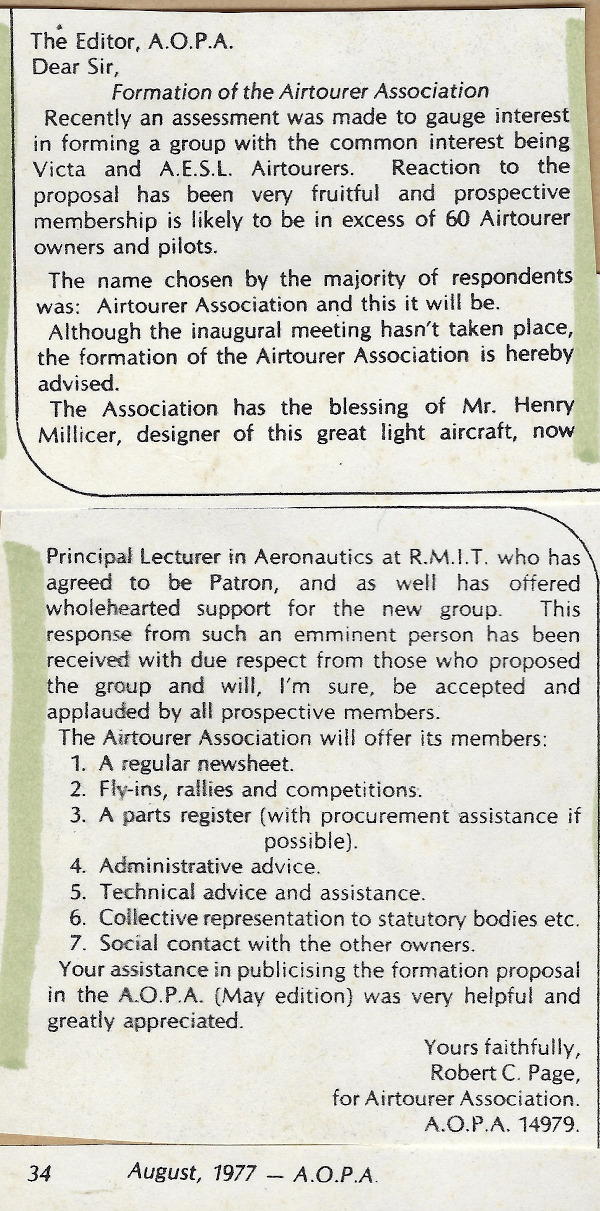 The Editor, A.O.P.A.
Dear Sir,
Formation of the Airtourer Association
Recently an assessment was made to gauge interest
in forming a group with the common interest being
Victa and A.E.S.L. Airtourers. Reaction to the
proposal has been very fruitful and prospective
membership is likely to be in excess of 60 Airtourer
owners and pilots.
The name chosen by the majority of respondents
was: Airtourer Association and this it will be.
Although the inaugural meeting hasn't taken place,
the formation of the Airtourer Association is hereby
advised.
The Association has the blessing of Mr. Henry
Millicer, designer of this great light aircraft, now
Principal Lecturer in Aeronautics at R.M.I.T. who has
agreed to be Patron, and as well has offered
wholehearted support for the new group. This
response from such an emminent person has been
received with due respect from those who proposed
the group and will, I'm sure, be accepted and
applauded by all prospective members.
The Airtourer Association will offer its members:
1. A regular newsheet.
2. Fly-ins, rallies and competitions.
3. A parts register (with procurement assistance if
possible).
4. Administrative advice.
5. Technical advice and assistance.
6. Collective representation to statutory bodies etc.
7. Social contact with the other owners.
Your assistance in publicising the formation proposal
in the A.O.P.A. (May edition) was very helpful and
greatly appreciated.
Yours faithfully,
Robert C. Page,
for Airtourer Association.
A.O.P.A. 14979.
34 August, 1977 — A.O.P.A.